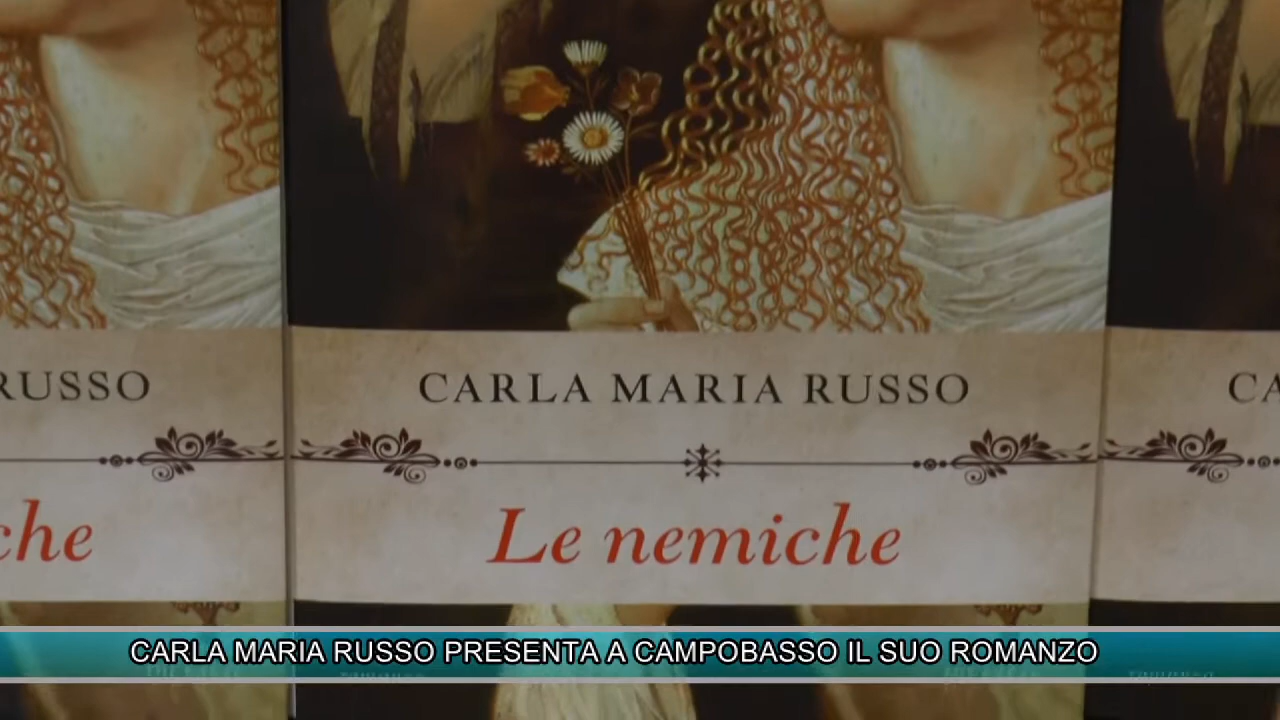 RUSSO
CARLA MARIA RUSSO
CA
che
Le nemiche
CARLA MARIA RUSSO PRESENTA A CAMPOBASSO IL SUO ROMANZO